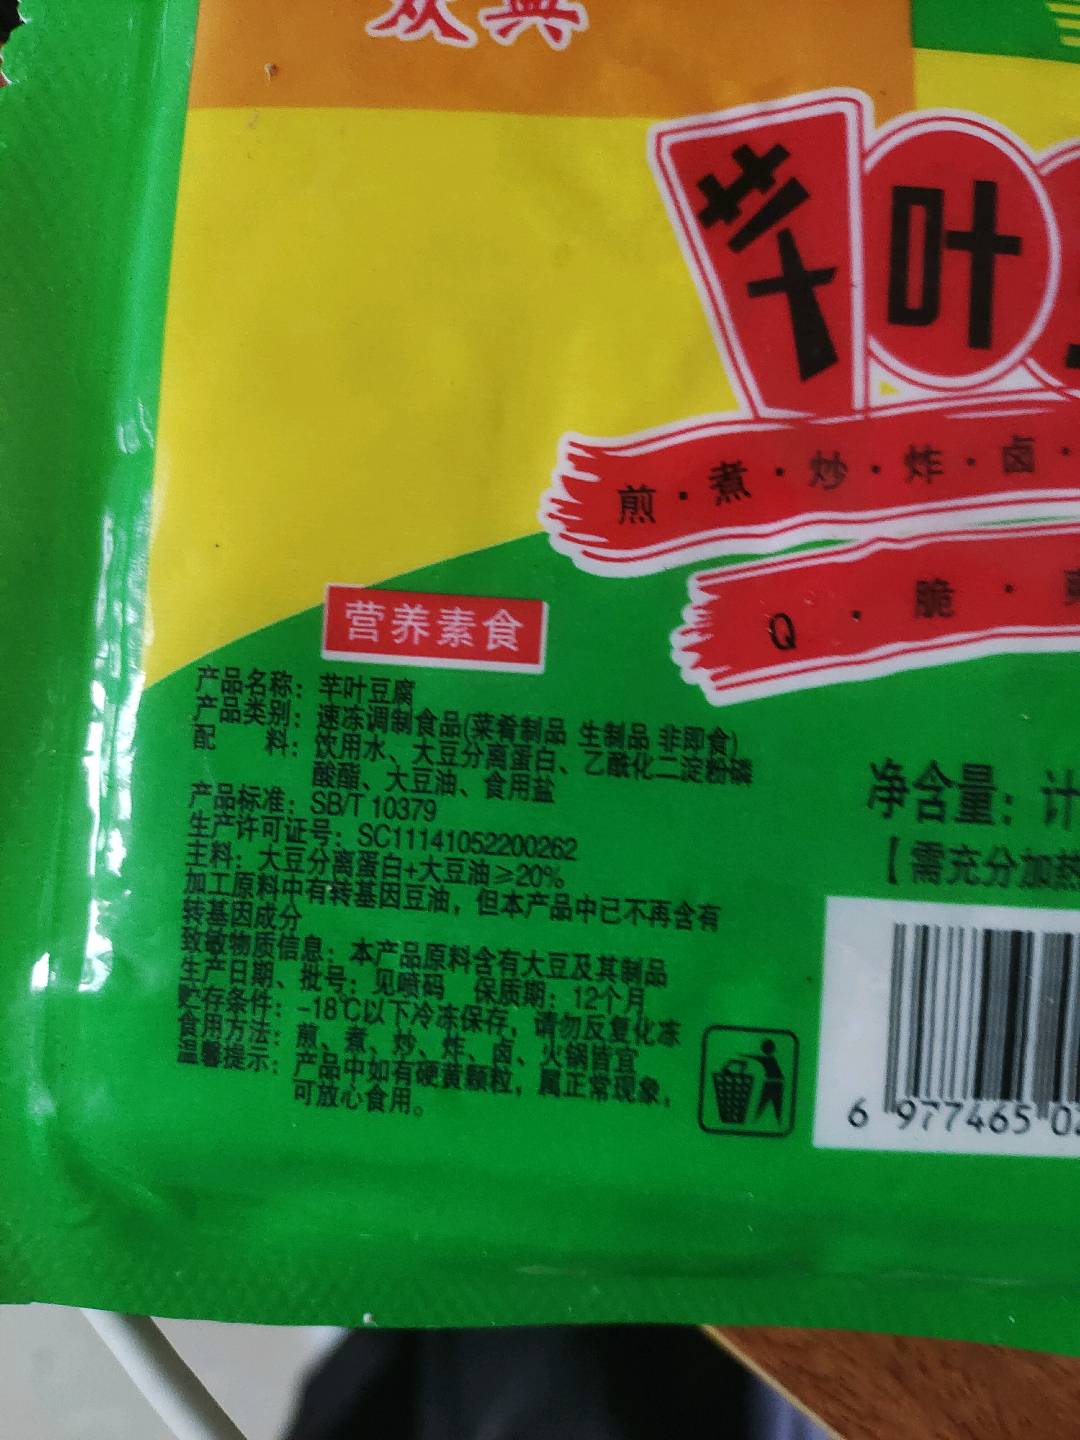 众典
芊叶
煎·煮·炒·炸·卤·
Q·脆·
营养素食
产品名称：芊叶豆腐
产品类别：速冻调制食品(菜肴制品 生制品 非即食)
配 料：饮用水、大豆分离蛋白、乙酰化二淀粉磷
酸酯、大豆油、食用盐
产品标准：SB/T 10379
生产许可证号：SC11141052200262
主料：大豆分离蛋白+大豆油≥20%
加工原料中有转基因豆油，但本产品中已不再含有
转基因成分
致敏物质信息：本产品原料含有大豆及其制品
生产日期、批号：见喷码 保质期：12个月
贮存条件：-18℃以下冷冻保存，请勿反复化冻
食用方法：煎、煮、炒、炸、卤、火锅皆宜
温馨提示：产品中如有硬黄颗粒，属正常现象，
可放心食用。
净含量：计
【需充分加热
6 977465 02